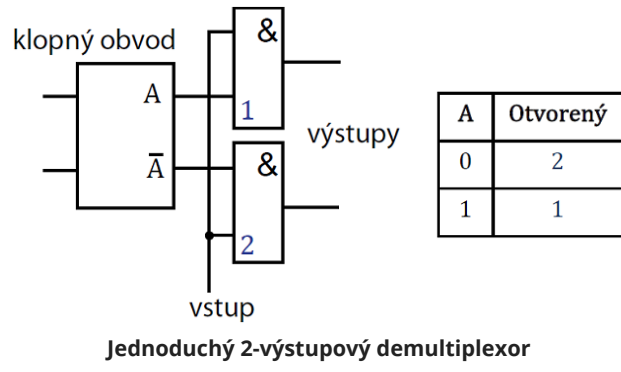 klopný obvod
A
A̅
&
1
&
2
výstupy
vstup
A Otvorený
0 2
1 1
Jednoduchý 2-výstupový demultiplexor